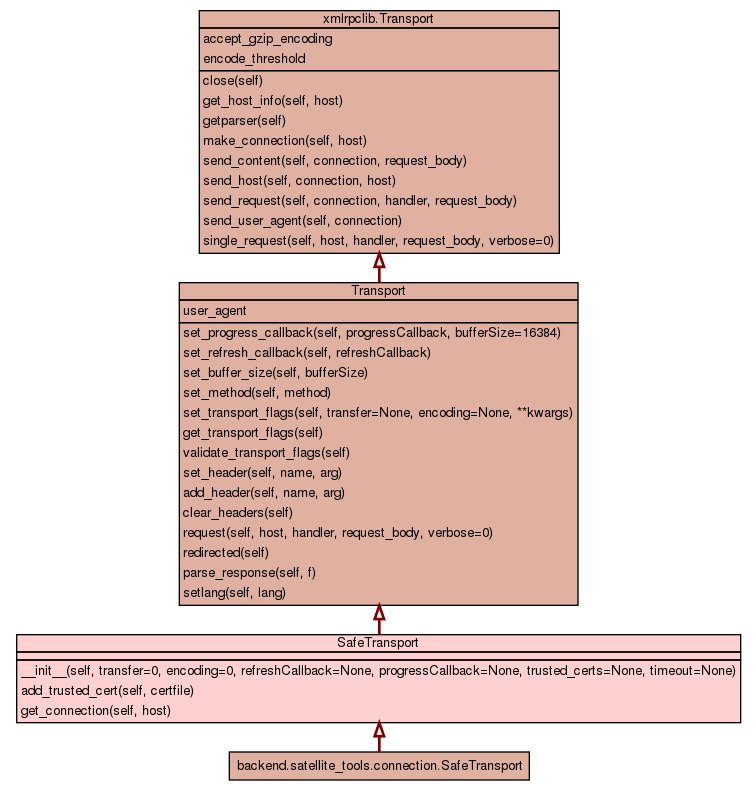 xmlrpclib.Transport
accept_gzip_encoding
encode_threshold
close(self)
get_host_info(self, host)
getparser(self)
make_connection(self, host)
send_content(self, connection, request_body)
send_host(self, connection, host)
send_request(self, connection, handler, request_body)
send_user_agent(self, connection)
single_request(self, host, handler, request_body, verbose=0)
Transport
user_agent
set_progress_callback(self, progressCallback, bufferSize=16384)
set_refresh_callback(self, refreshCallback)
set_buffer_size(self, bufferSize)
set_method(self, method)
set_transport_flags(self, transfer=None, encoding=None, **kwargs)
get_transport_flags(self)
validate_transport_flags(self)
set_header(self, name, arg)
add_header(self, name, arg)
clear_headers(self)
request(self, host, handler, request_body, verbose=0)
redirected(self)
parse_response(self, f)
setlang(self, lang)
SafeTransport
__init__(self, transfer=0, encoding=0, refreshCallback=None, progressCallback=None, trusted_certs=None, timeout=None)
add_trusted_cert(self, certfile)
get_connection(self, host)
backend.satellite_tools.connection.SafeTransport